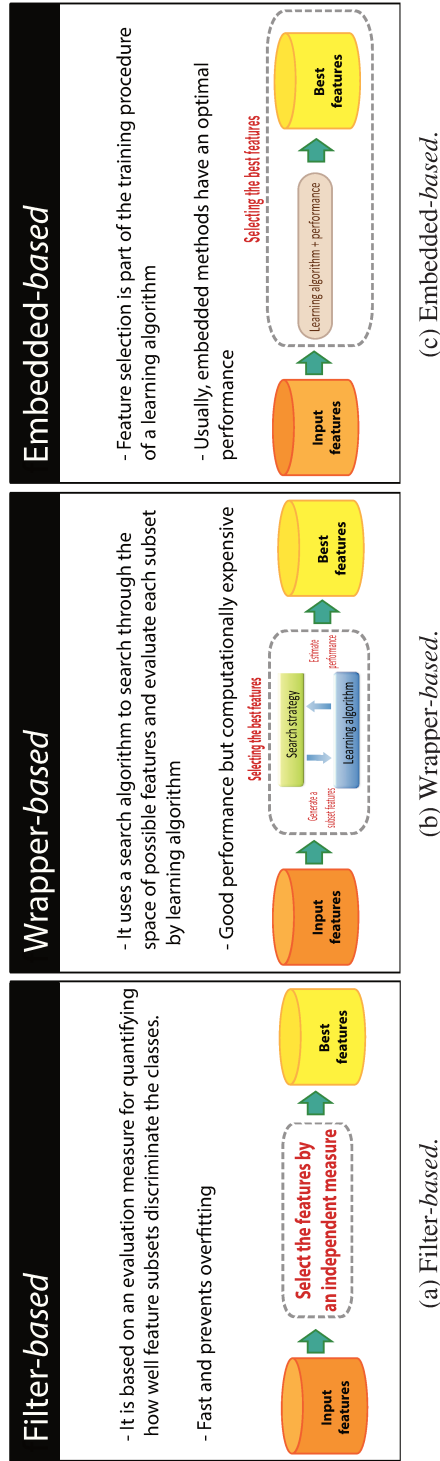 Filter-based
- It is based on an evaluation measure for quantifying
how well feature subsets discriminate the classes.
- Fast and prevents overfitting
Input
features
Select the features by
an independent measure
Best
features
(a) Filter-based.
Wrapper-based
- It uses a search algorithm to search through the
space of possible features and evaluate each subset
by learning algorithm
- Good performance but computationally expensive
Selecting the best features
Input
features
Generate a
subset features
Search strategy
Learning algorithm
Estimate
performance
Best
features
(b) Wrapper-based.
Embedded-based
- Feature selection is part of the training procedure
of a learning algorithm
- Usually, embedded methods have an optimal
performance
Selecting the best features
Input
features
Learning algorithm + performance
Best
features
(c) Embedded-based.